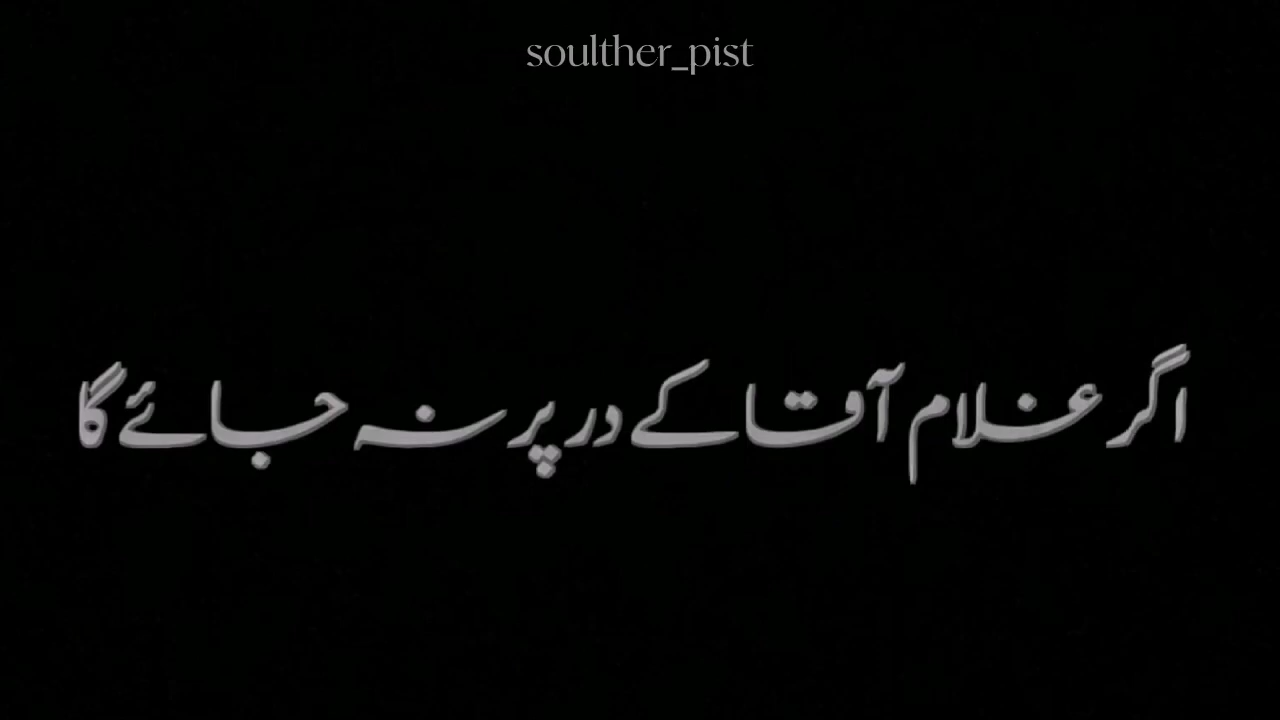 soulther_pist
اگر غلام آقا کے در پر نہ جائے گا